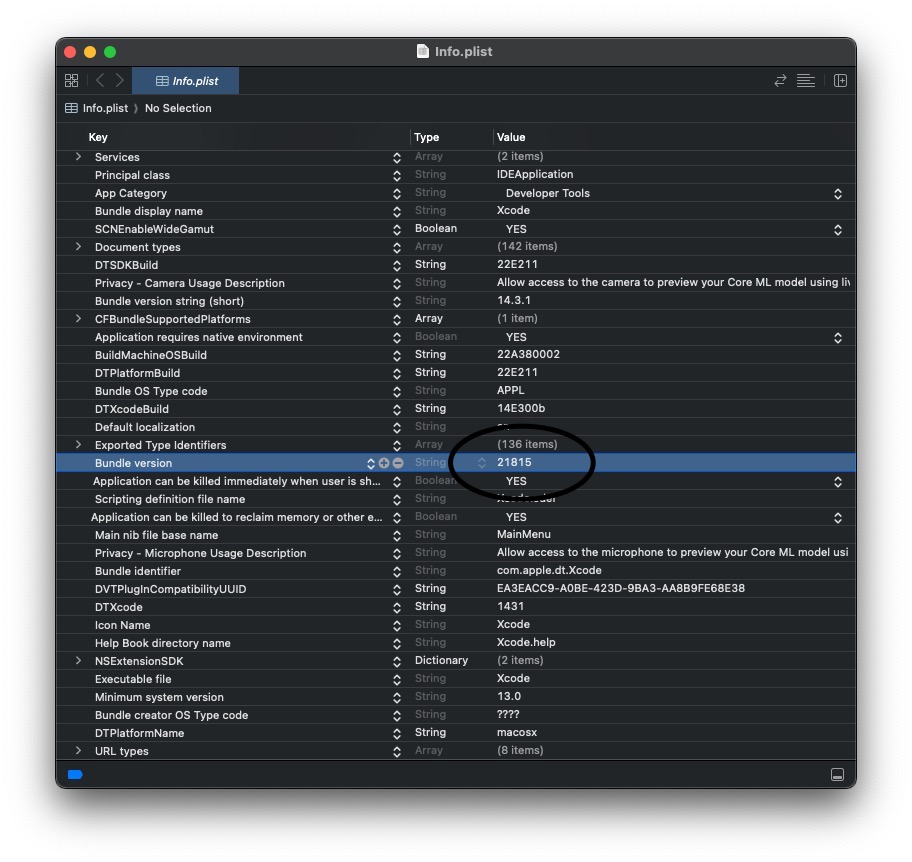 Info.plist
Info.plist
Info.plist No Selection
Key Type Value
Services Array (2 items)
Principal class String IDEApplication
App Category String Developer Tools
Bundle display name String Xcode
SCNEnableWideGamut Boolean YES
Document types Array (142 items)
DTSDKBuild String 22E211
Privacy - Camera Usage Description String Allow access to the camera to preview your Core ML model using liv
Bundle version string (short) String 14.3.1
CFBundleSupportedPlatforms Array (1 item)
Application requires native environment Boolean YES
BuildMachineOSBuild String 22A380002
DTPlatformBuild String 22E211
Bundle OS Type code String APPL
DTXcodeBuild String 14E300b
Default localization String
Exported Type Identifiers Array (136 items)
Bundle version String 21815
Application can be killed immediately when user is sh... Boolean YES
Scripting definition file name String
Application can be killed to reclaim memory or other e... Boolean YES
Main nib file base name String MainMenu
Privacy - Microphone Usage Description String Allow access to the microphone to preview your Core ML model usi
Bundle identifier String com.apple.dt.Xcode
DVTPlugInCompatibilityUUID String EA3EACC9-A0BE-423D-9BA3-AA8B9FE68E38
DTXcode String 1431
Icon Name String Xcode
Help Book directory name String Xcode.help
NSExtensionSDK Dictionary (2 items)
Executable file String Xcode
Minimum system version String 13.0
Bundle creator OS Type code String ????
DTPlatformName String macosx
URL types Array (8 items)